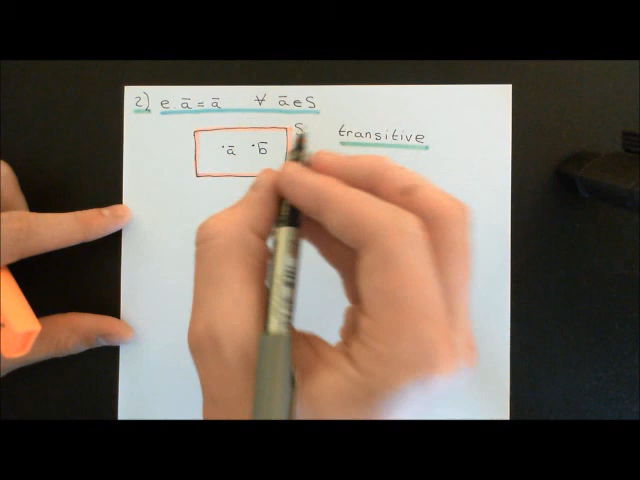 2) e.ā = ā ∀ ā ∈ S
S
transitive
·ā ·b̄